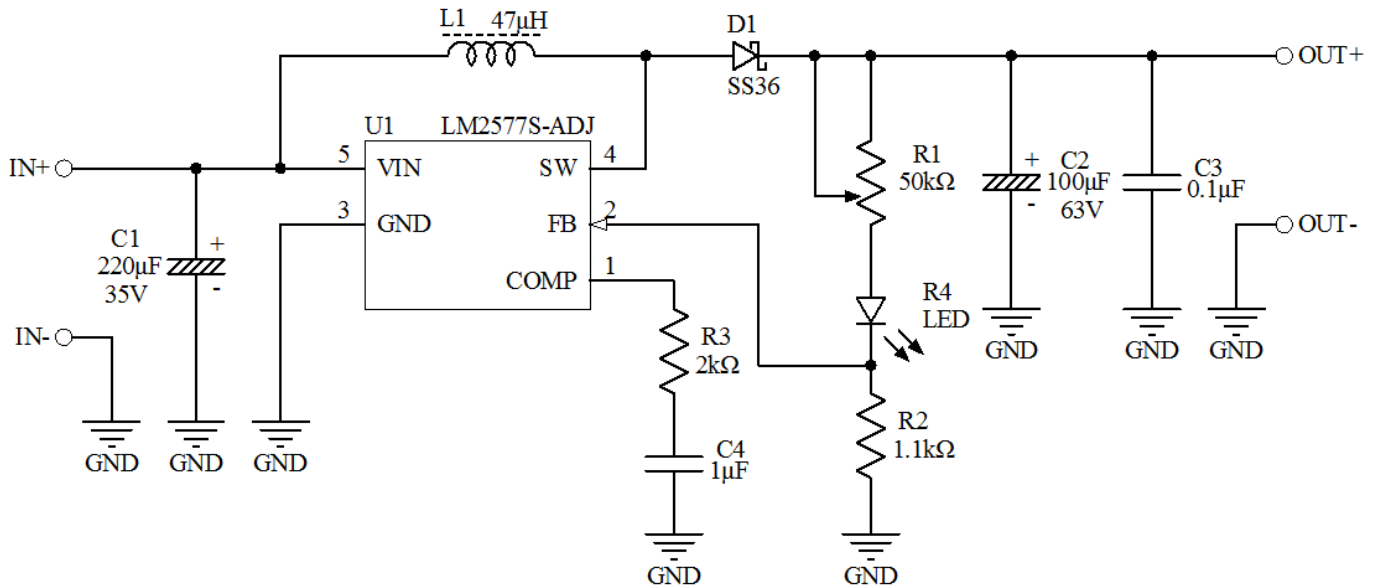 L1 47μH
D1
SS36
OUT+
U1 LM2577S-ADJ
IN+
5 VIN SW 4
3 GND FB 2
COMP 1
C1
220μF
35V
+
-
IN-
GND
GND
GND
R3
2kΩ
C4
1μF
GND
R1
50kΩ
R4
LED
R2
1.1kΩ
GND
+
-
C2
100μF
63V
GND
C3
0.1μF
GND
OUT-
GND